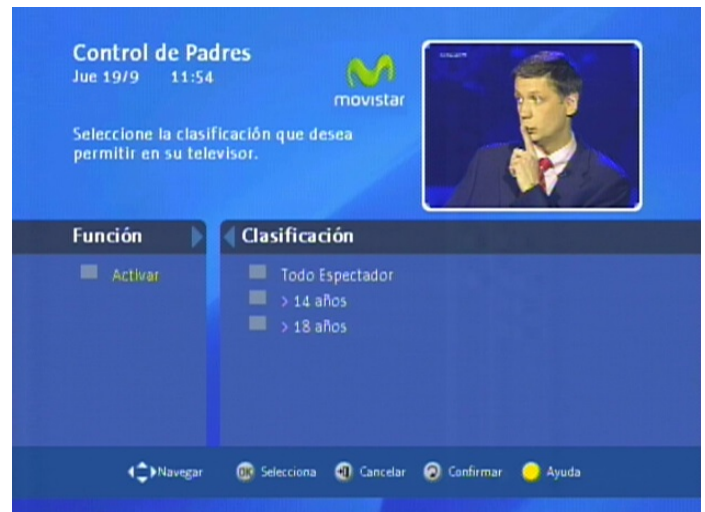 Control de Padres
Jue 19/9 11:54
movistar
Seleccione la clasificación que desea
permitir en su televisor.
Función
Clasificación
Activar
Todo Espectador
> 14 años
> 18 años
Navegar
OK Selecciona
Cancelar
Confirmar
Ayuda